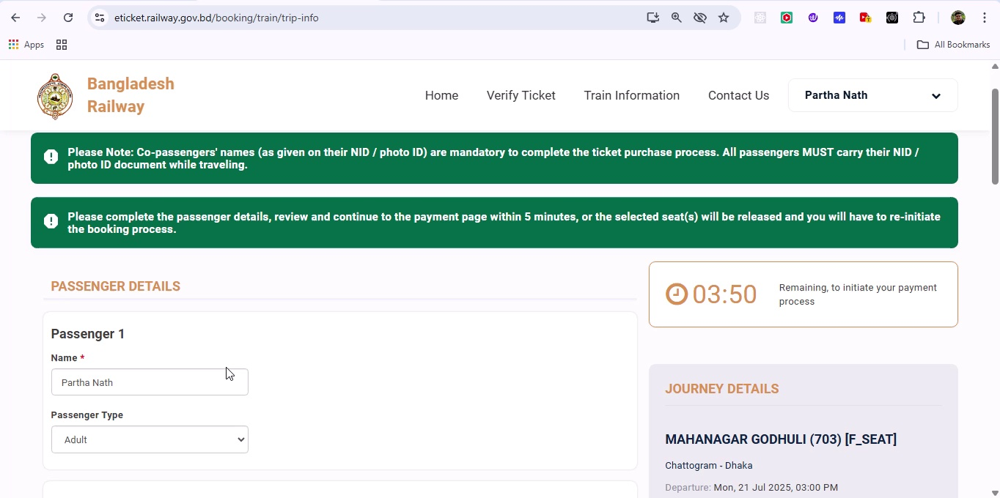 eticket.railway.gov.bd/booking/train/trip-info
Apps
All Bookmarks
Bangladesh
Railway
Home
Verify Ticket
Train Information
Contact Us
Partha Nath
Please Note: Co-passengers' names (as given on their NID / photo ID) are mandatory to complete the ticket purchase process. All passengers MUST carry their NID /
photo ID document while traveling.
Please complete the passenger details, review and continue to the payment page within 5 minutes, or the selected seat(s) will be released and you will have to re-initiate
the booking process.
PASSENGER DETAILS
Passenger 1
Name *
Partha Nath
Passenger Type
Adult
03:50
Remaining, to initiate your payment
process
JOURNEY DETAILS
MAHANAGAR GODHULI (703) [F_SEAT]
Chattogram - Dhaka
Departure: Mon, 21 Jul 2025, 03:00 PM